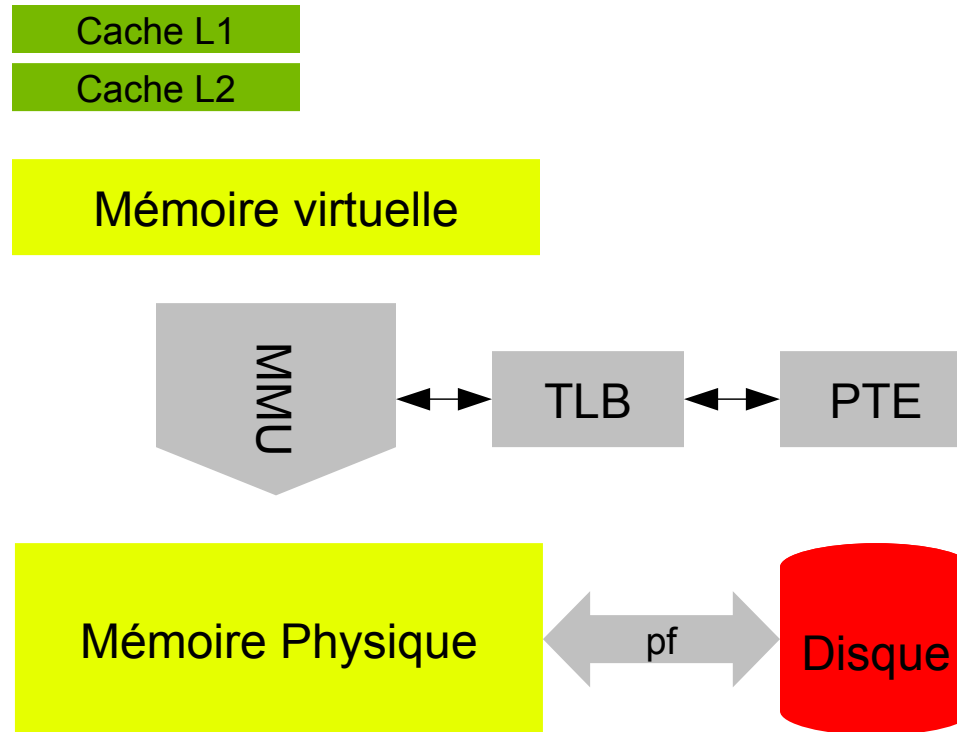 Cache L1
Cache L2
Mémoire virtuelle
MMU
TLB
PTE
Mémoire Physique
pf
Disque